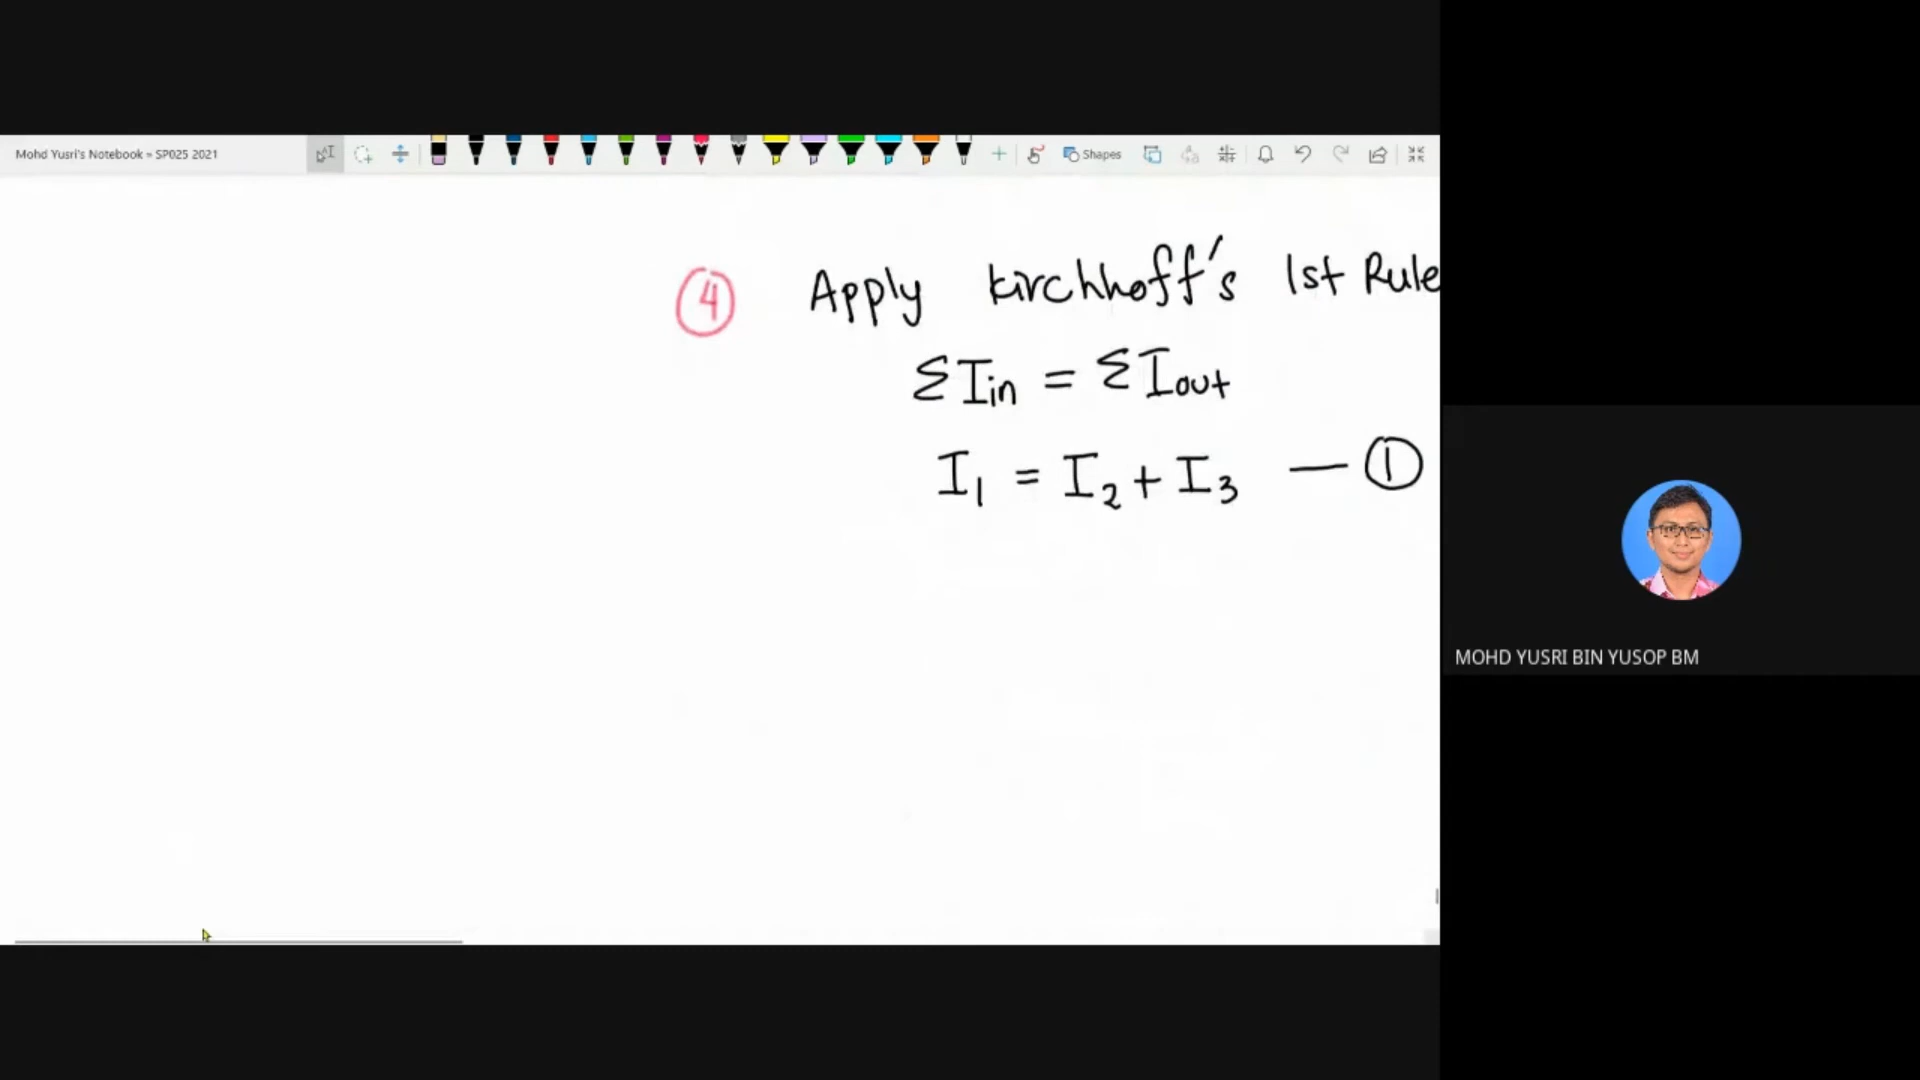 Mohd Yusri's Notebook » SP025 2021
Shapes
④ Apply Kirchhoff's 1st Rule
ΣIin = ΣIout
I₁ = I₂ + I₃ — ①
MOHD YUSRI BIN YUSOP BM